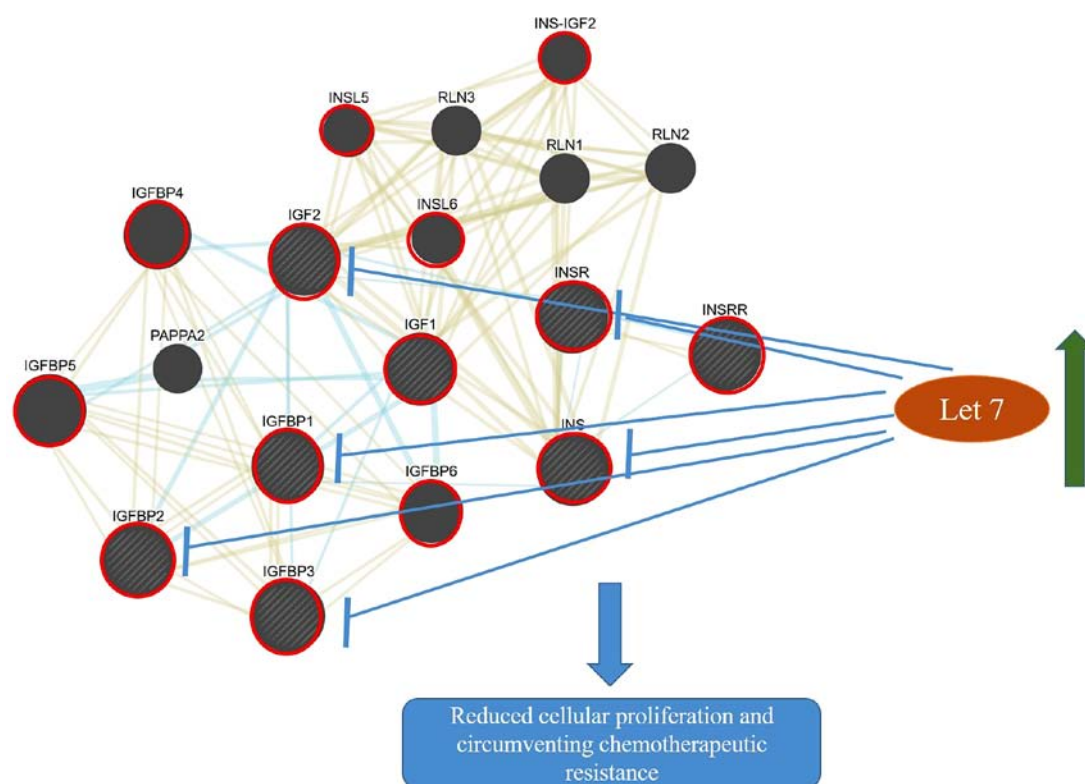 INS-IGF2
INSL5
RLN3
RLN1
RLN2
IGFBP4
IGF2
INSL6
INSR
INSRR
PAPPA2
IGF1
IGFBP5
Let 7
IGFBP1
INS
IGFBP6
IGFBP2
IGFBP3
Reduced cellular proliferation and
circumventing chemotherapeutic
resistance